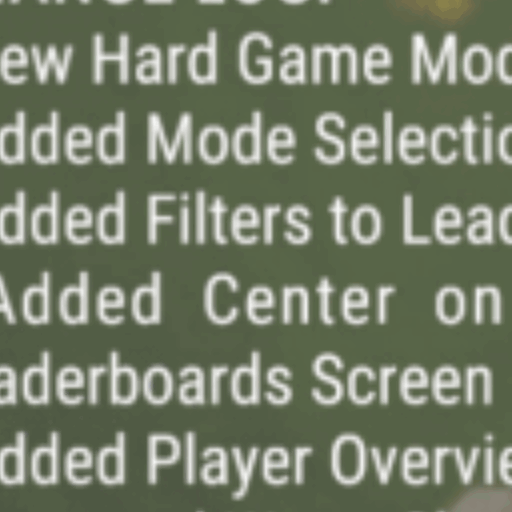 ew Hard Game Mod
dded Mode Selectio
dded Filters to Lead
Added Center on
aderboards Screen
dded Player Overvie